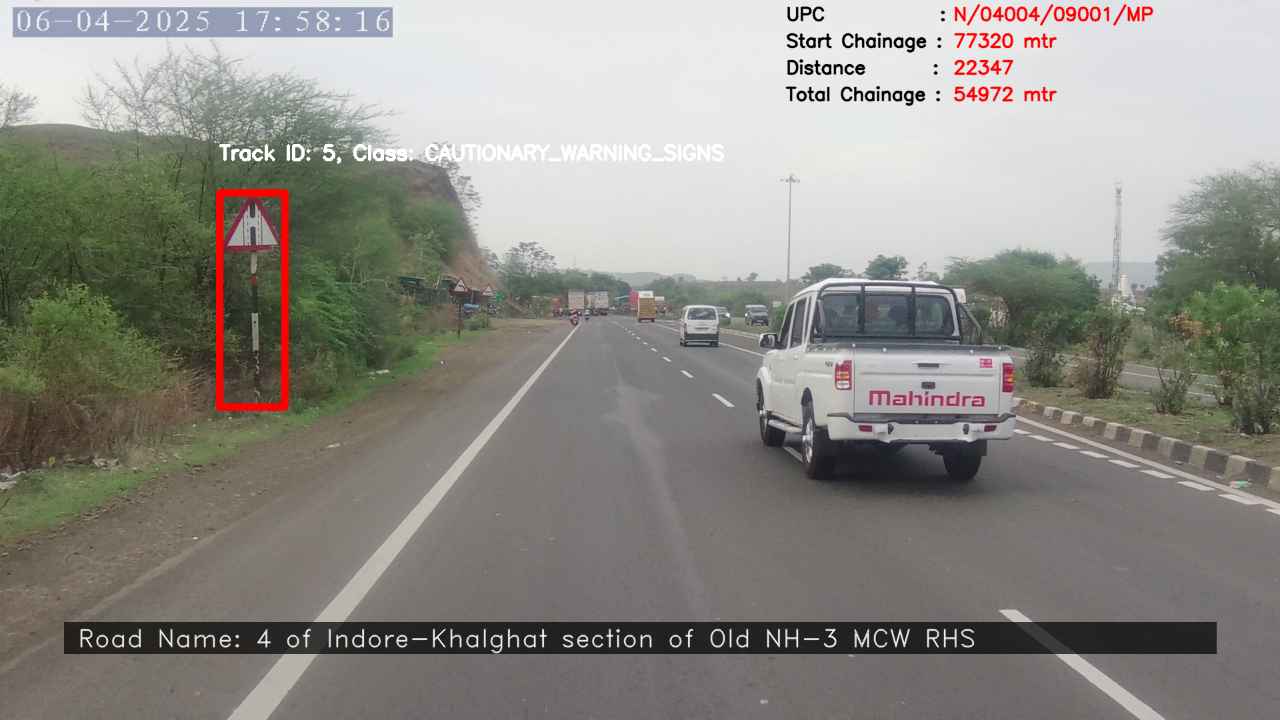 06-04-2025 17:58:16
UPC : N/04004/09001/MP
Start Chainage : 77320 mtr
Distance : 22347
Total Chainage : 54972 mtr
Track ID: 5, Class: CAUTIONARY_WARNING_SIGNS
Mahindra
Road Name: 4 of Indore-Khalghat section of Old NH-3 MCW RHS